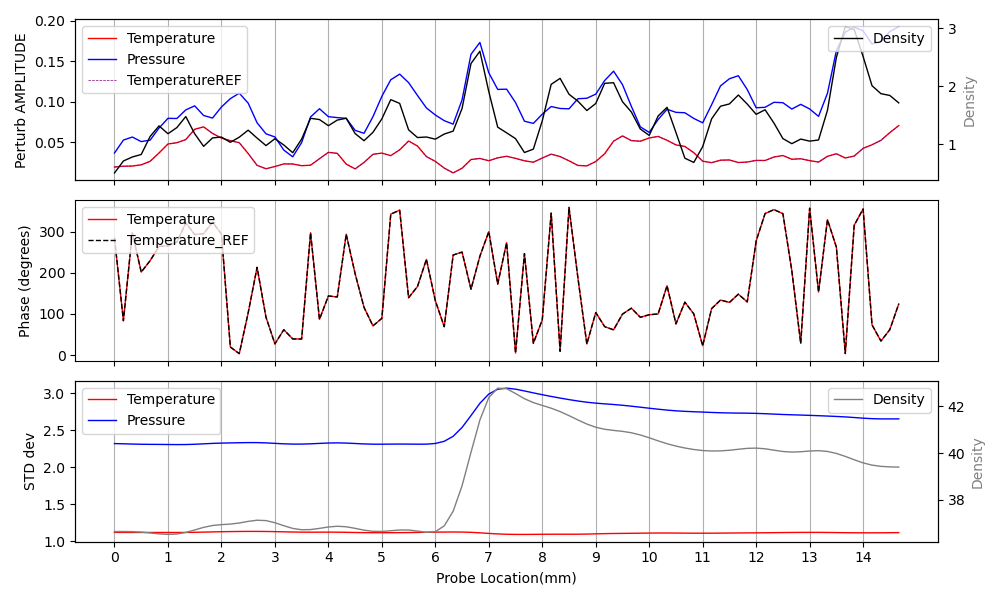 Perturb AMPLITUDE
0.20
0.15
0.10
0.05
Temperature
Pressure
TemperatureREF
Density
3
2
1
Density
Phase (degrees)
300
200
100
0
Temperature
Temperature_REF
STD dev
3.0
2.5
2.0
1.5
1.0
Temperature
Pressure
Density
42
40
38
Density
0 1 2 3 4 5 6 7 8 9 10 11 12 13 14
Probe Location(mm)